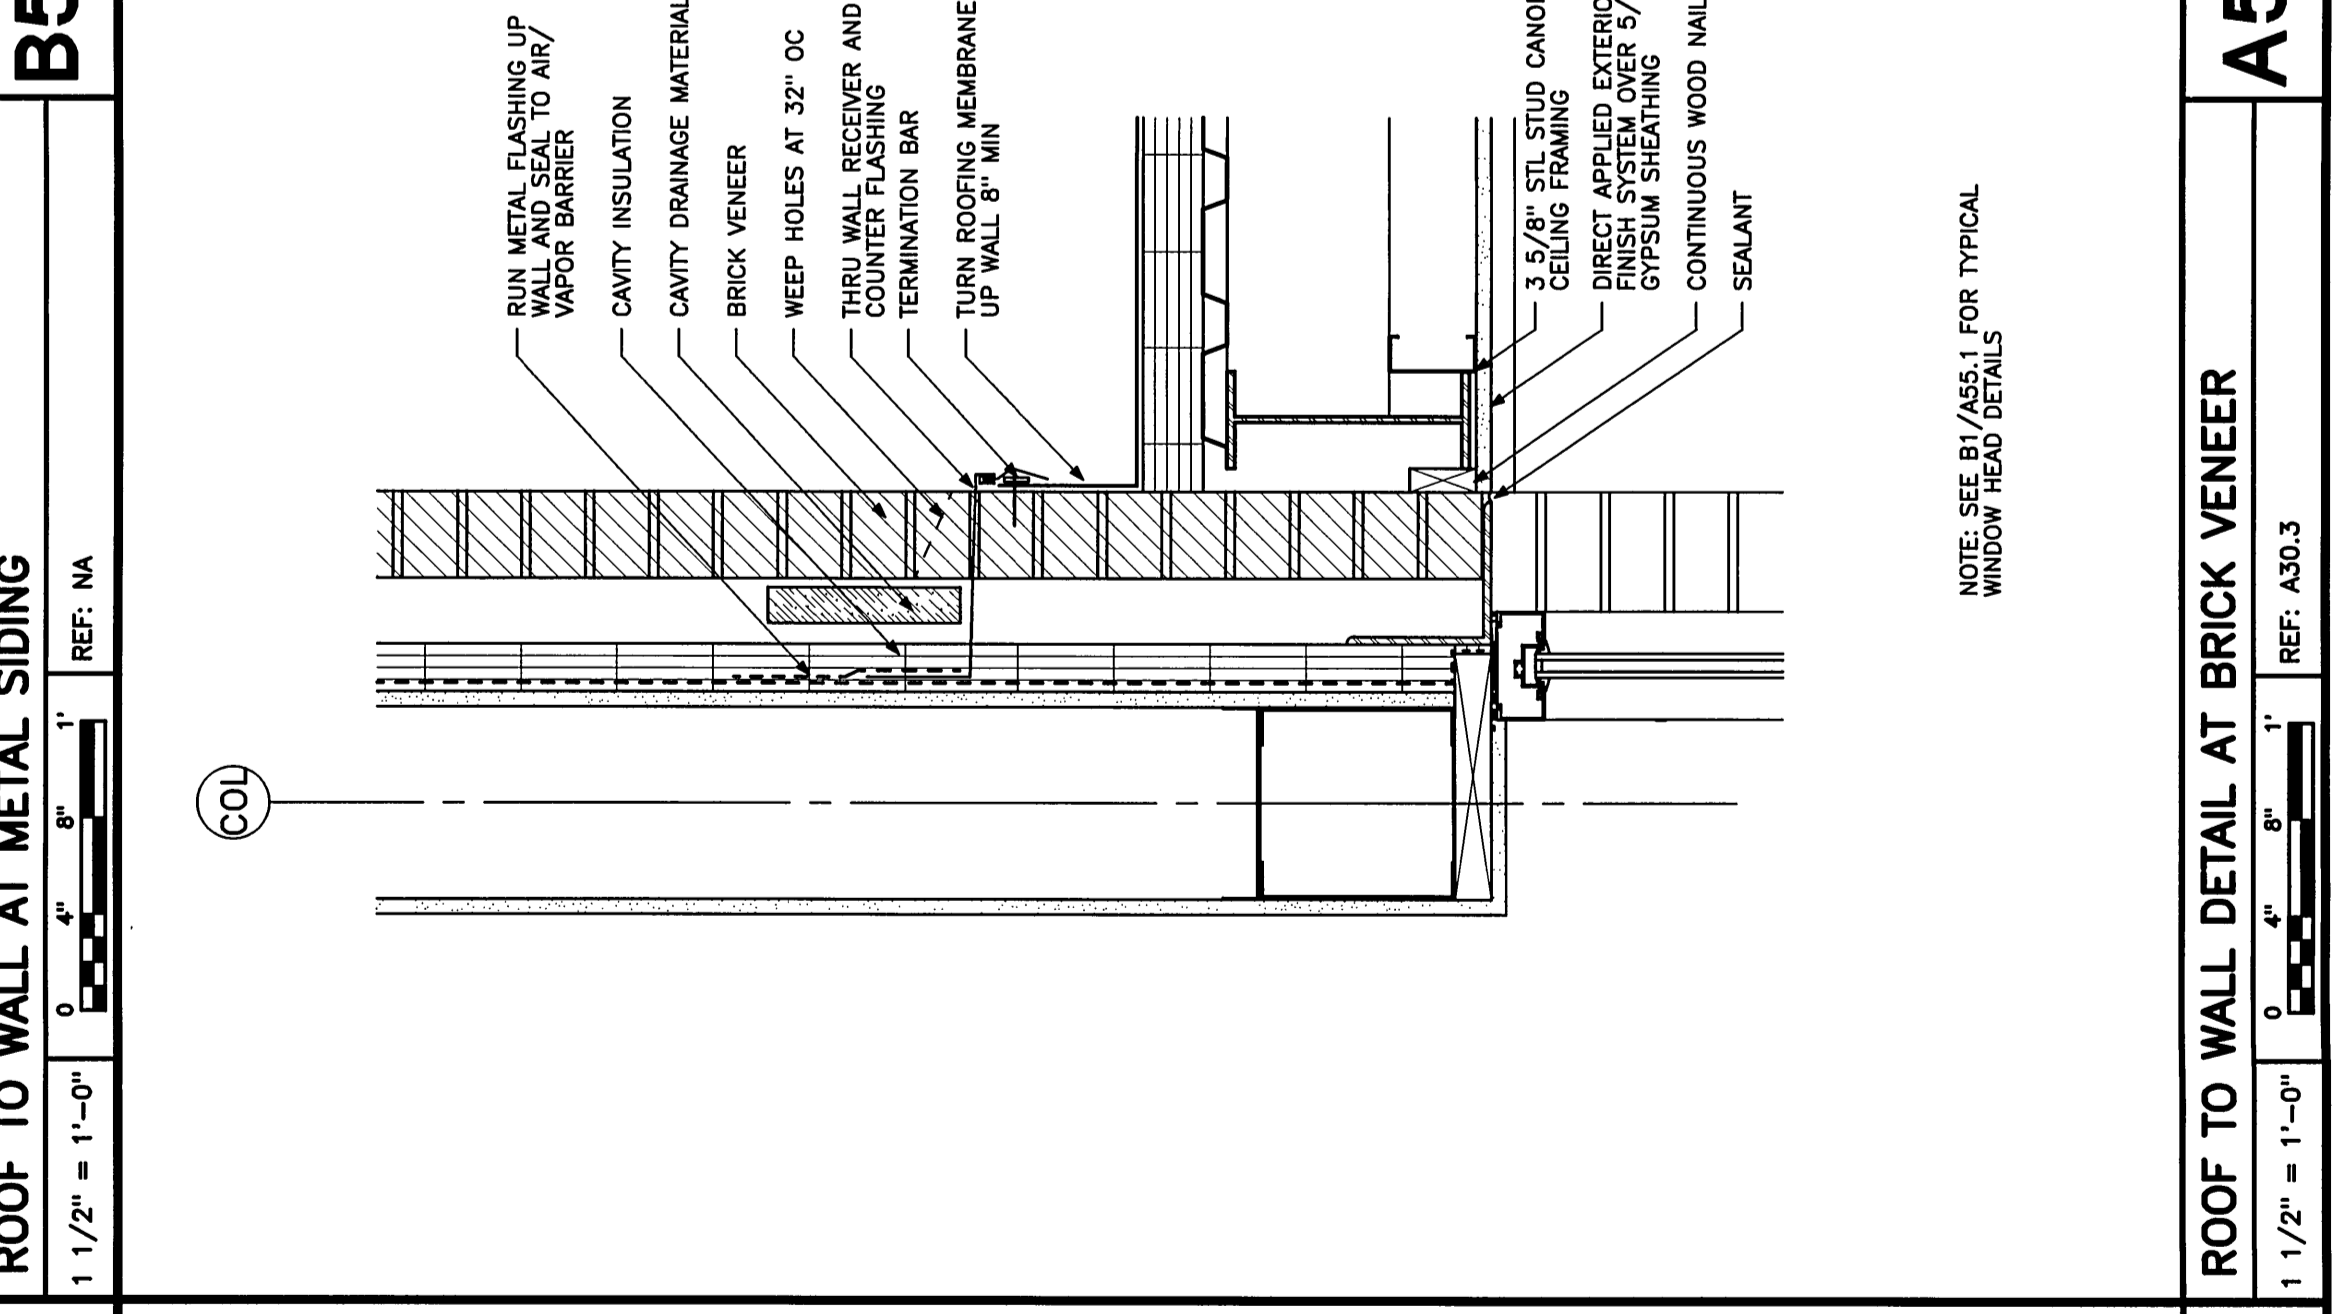 ROOF TO WALL AT METAL SIDING
B5
1 1/2" = 1'-0"
0 4" 8" 1'
REF: NA
COL
RUN METAL FLASHING UP
WALL AND SEAL TO AIR/
VAPOR BARRIER
CAVITY INSULATION
CAVITY DRAINAGE MATERIAL
BRICK VENEER
WEEP HOLES AT 32" OC
THRU WALL RECEIVER AND
COUNTER FLASHING
TERMINATION BAR
TURN ROOFING MEMBRANE
UP WALL 8" MIN
3 5/8" STL STUD
CEILING FRAMING
DIRECT APPLIED
FINISH SYSTEM OVER
GYPSUM SHEATHING
CONTINUOUS WOOD
SEALANT
NOTE: SEE B1/A55.1 FOR TYPICAL
WINDOW HEAD DETAILS
ROOF TO WALL DETAIL AT BRICK VENEER
A5
1 1/2" = 1'-0"
0 4" 8" 1'
REF: A30.3